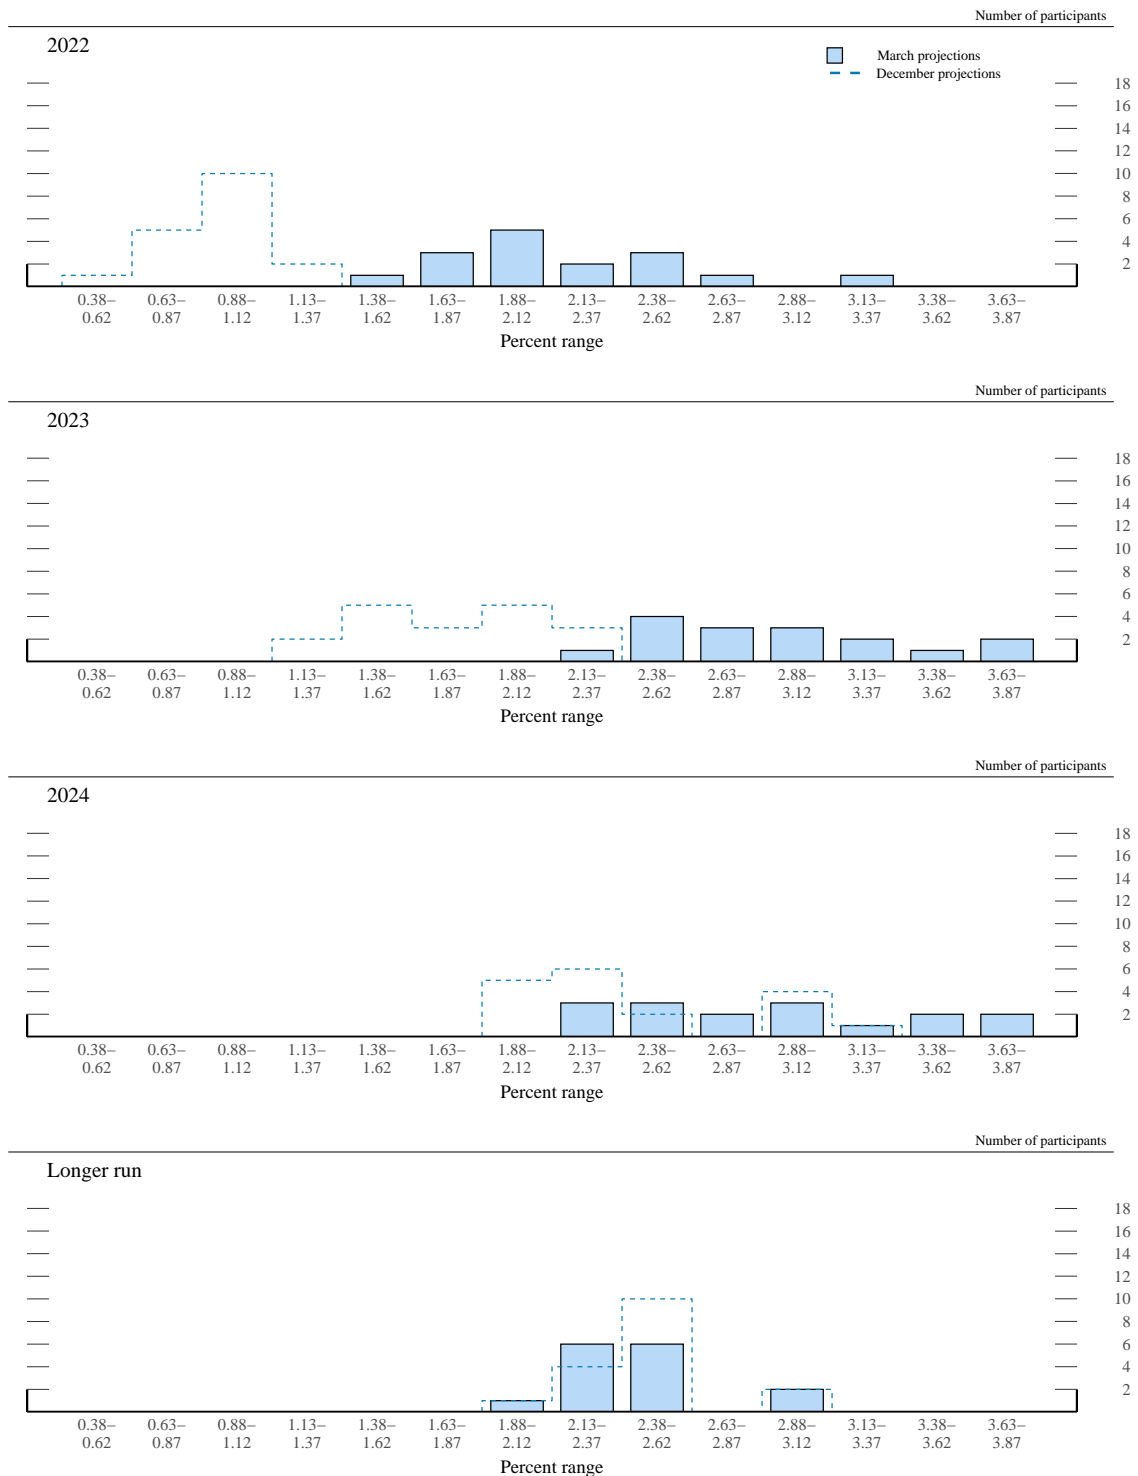 Number of participants
2022
March projections
December projections
18
16
14
12
10
8
6
4
2
0.38– 0.63– 0.88– 1.13– 1.38– 1.63– 1.88– 2.13– 2.38– 2.63– 2.88– 3.13– 3.38– 3.63–
0.62 0.87 1.12 1.37 1.62 1.87 2.12 2.37 2.62 2.87 3.12 3.37 3.62 3.87
Percent range
Number of participants
2023
18
16
14
12
10
8
6
4
2
0.38– 0.63– 0.88– 1.13– 1.38– 1.63– 1.88– 2.13– 2.38– 2.63– 2.88– 3.13– 3.38– 3.63–
0.62 0.87 1.12 1.37 1.62 1.87 2.12 2.37 2.62 2.87 3.12 3.37 3.62 3.87
Percent range
Number of participants
2024
18
16
14
12
10
8
6
4
2
0.38– 0.63– 0.88– 1.13– 1.38– 1.63– 1.88– 2.13– 2.38– 2.63– 2.88– 3.13– 3.38– 3.63–
0.62 0.87 1.12 1.37 1.62 1.87 2.12 2.37 2.62 2.87 3.12 3.37 3.62 3.87
Percent range
Number of participants
Longer run
18
16
14
12
10
8
6
4
2
0.38– 0.63– 0.88– 1.13– 1.38– 1.63– 1.88– 2.13– 2.38– 2.63– 2.88– 3.13– 3.38– 3.63–
0.62 0.87 1.12 1.37 1.62 1.87 2.12 2.37 2.62 2.87 3.12 3.37 3.62 3.87
Percent range